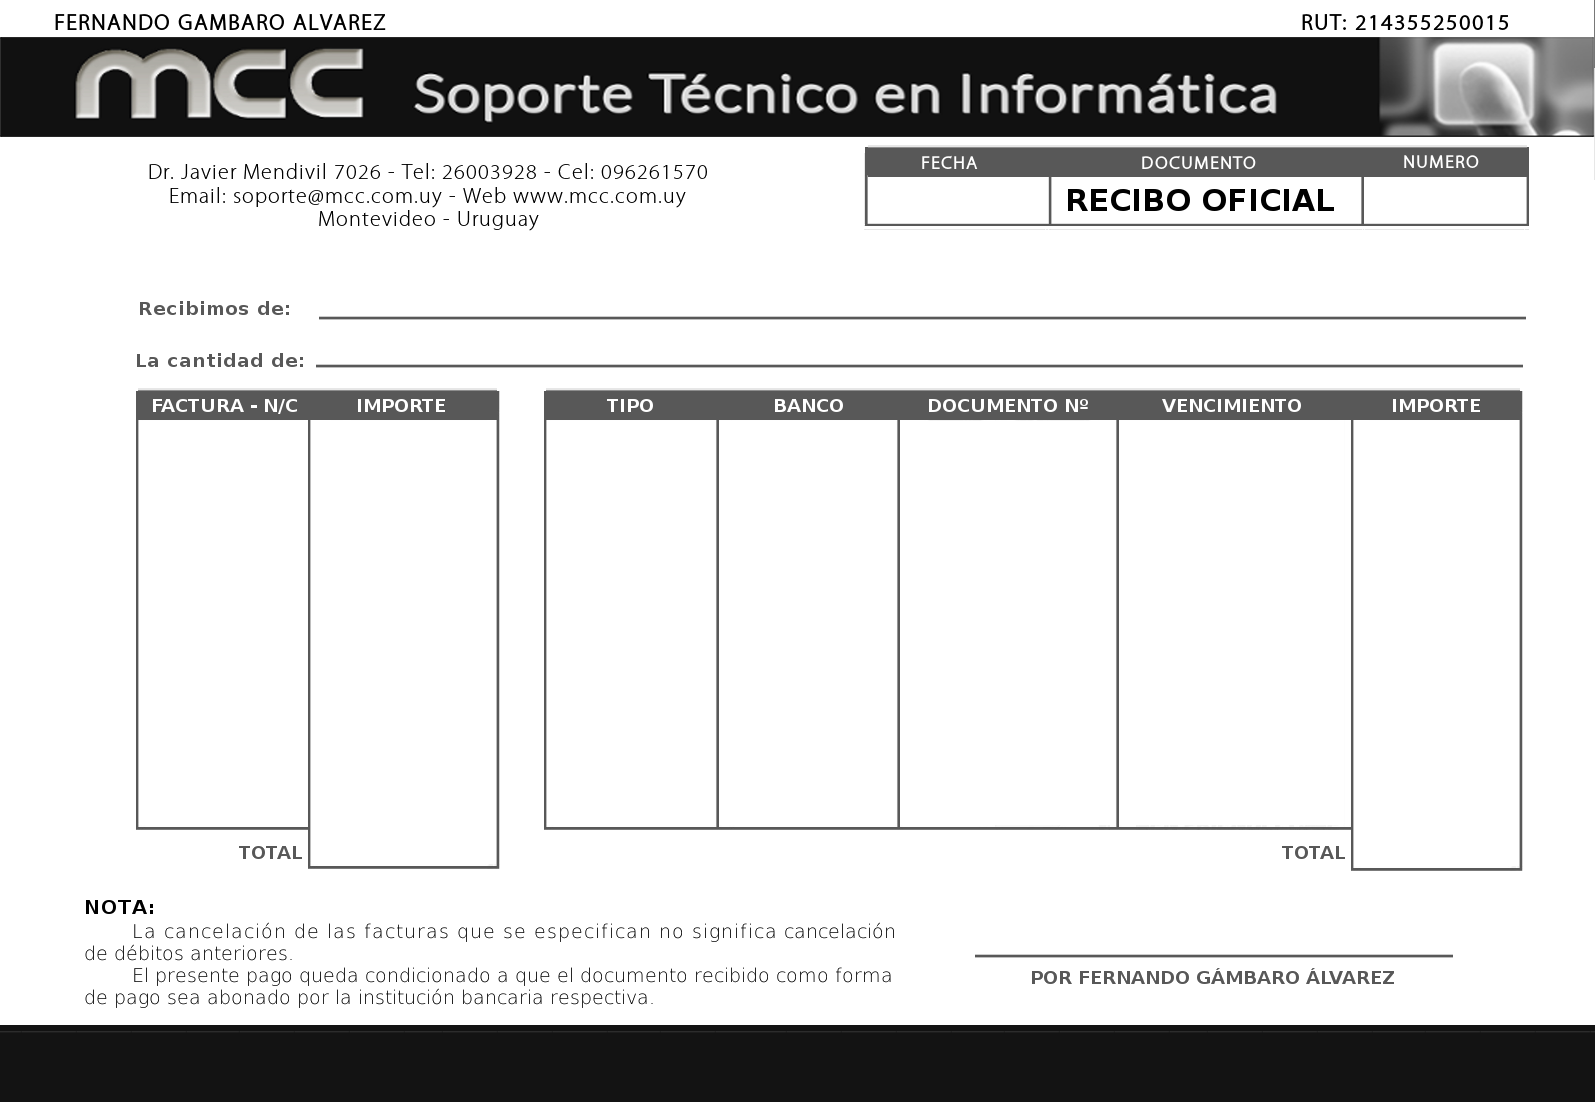 FERNANDO GAMBARO ALVAREZ
RUT: 214355250015
mcc
Soporte Técnico en Informática
Dr. Javier Mendivil 7026 - Tel: 26003928 - Cel: 096261570
Email: soporte@mcc.com.uy - Web www.mcc.com.uy
Montevideo - Uruguay
FECHA DOCUMENTO NUMERO
RECIBO OFICIAL
Recibimos de:
La cantidad de:
FACTURA - N/C IMPORTE
TIPO BANCO DOCUMENTO Nº VENCIMIENTO IMPORTE
TOTAL
TOTAL
NOTA:
La cancelación de las facturas que se especifican no significa cancelación
de débitos anteriores.
El presente pago queda condicionado a que el documento recibido como forma
de pago sea abonado por la institución bancaria respectiva.
POR FERNANDO GÁMBARO ÁLVAREZ